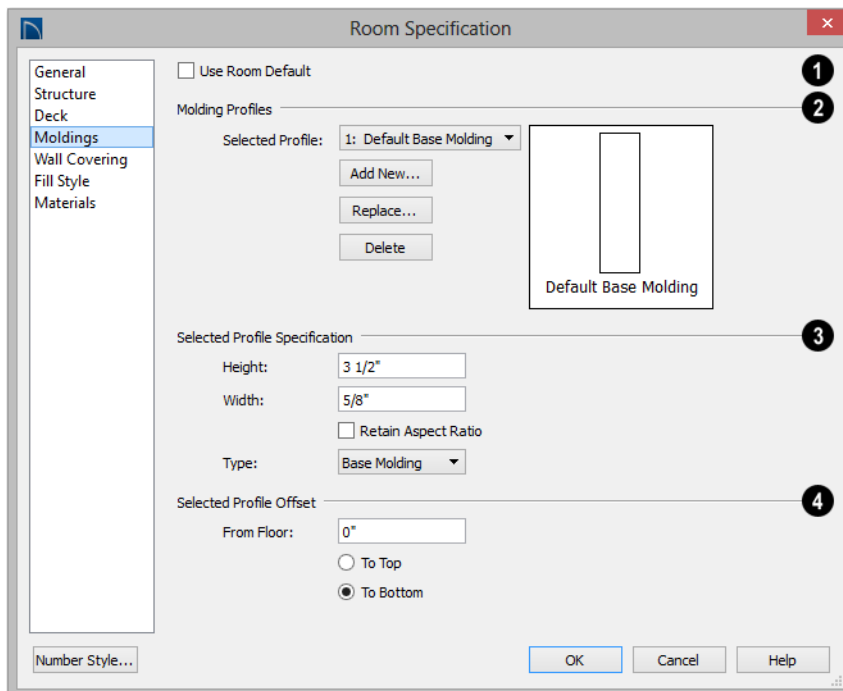 Room Specification
General
Structure
Deck
Moldings
Wall Covering
Fill Style
Materials
Use Room Default
1
Molding Profiles
2
Selected Profile:
1: Default Base Molding
Add New...
Replace...
Delete
Default Base Molding
Selected Profile Specification
3
Height:
3 1/2"
Width:
5/8"
Retain Aspect Ratio
Type:
Base Molding
Selected Profile Offset
4
From Floor:
0"
To Top
To Bottom
Number Style...
OK
Cancel
Help